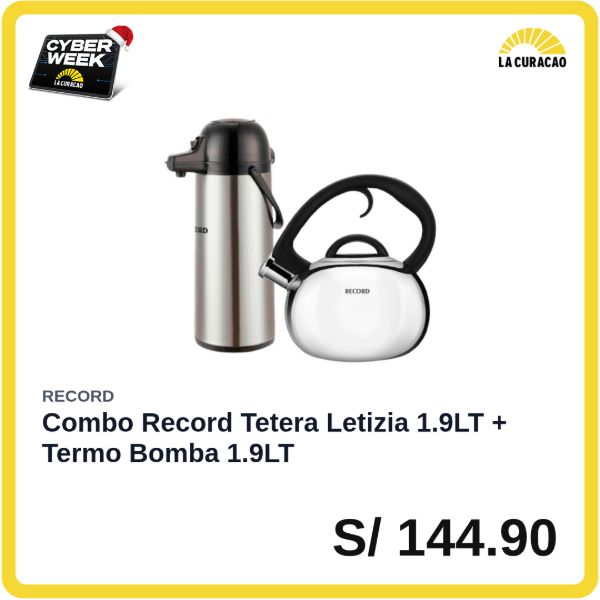 CYBER
WEEK
LA CURACAO
LA CURACAO
ORD
RECORD
RECORD
Combo Record Tetera Letizia 1.9LT +
Termo Bomba 1.9LT
S/ 144.90